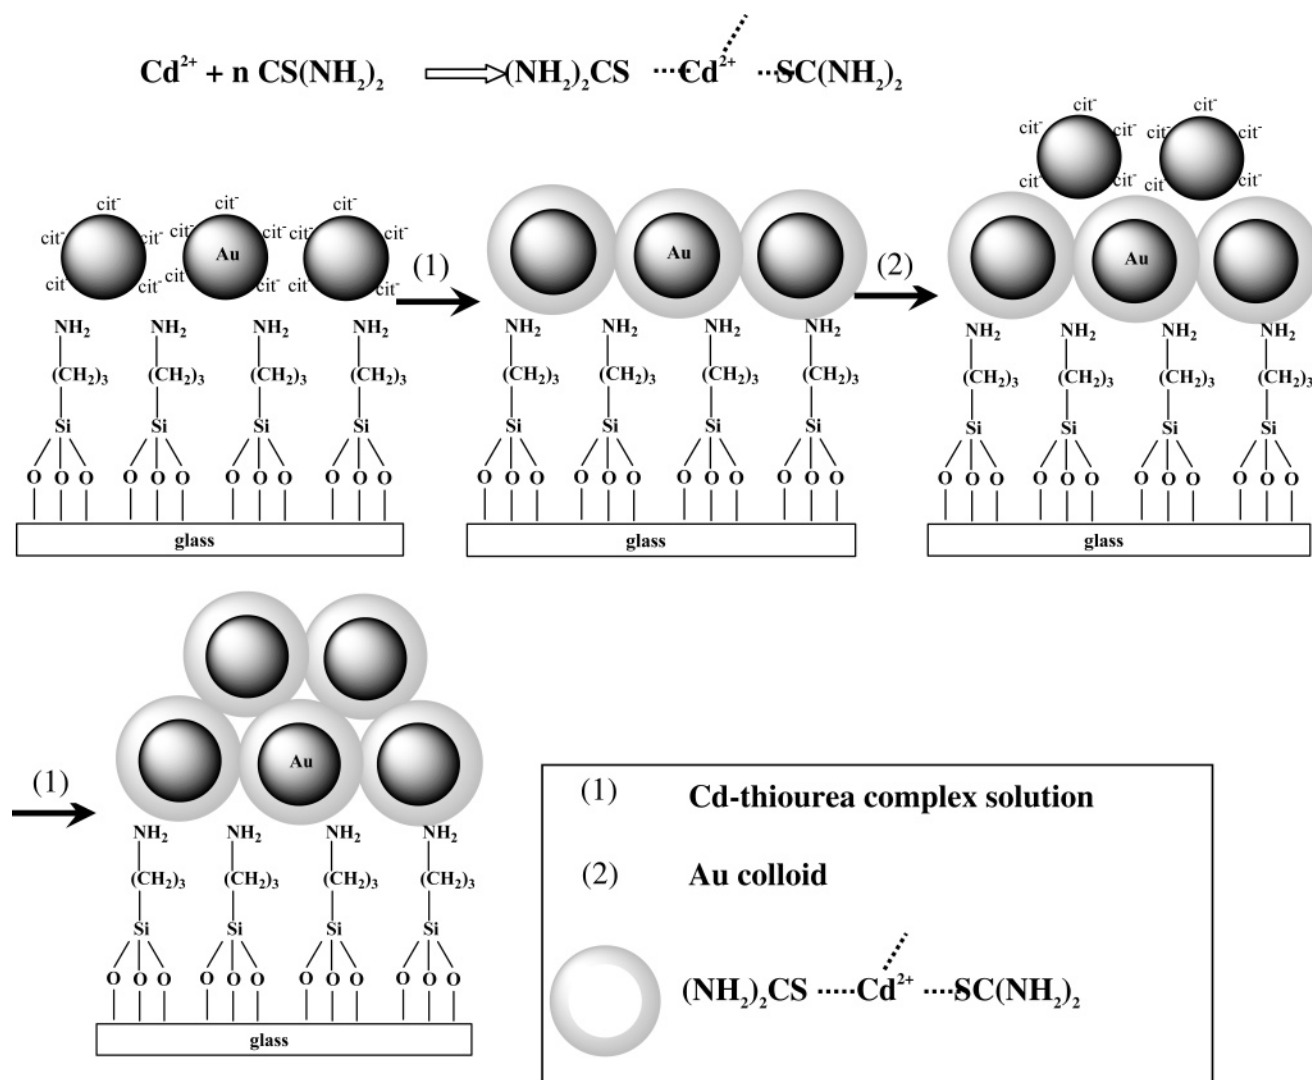 Cd²⁺ + n CS(NH₂)₂ (NH₂)₂CS Cd²⁺ SC(NH₂)₂
cit⁻ cit⁻ cit⁻
cit⁻ cit⁻ cit⁻ cit⁻ cit⁻ cit⁻
Au
cit⁻ cit⁻ cit⁻ cit⁻ cit⁻ cit⁻
NH₂ NH₂ NH₂ NH₂
(CH₂)₃ (CH₂)₃ (CH₂)₃ (CH₂)₃
Si Si Si Si
O O O O O O O O O O O O
glass
(1)
Au
NH₂ NH₂ NH₂ NH₂
(CH₂)₃ (CH₂)₃ (CH₂)₃ (CH₂)₃
Si Si Si Si
O O O O O O O O O O O O
glass
(2)
cit⁻ cit⁻
cit⁻ cit⁻ cit⁻ cit⁻
cit⁻ cit⁻ cit⁻ cit⁻
Au
NH₂ NH₂ NH₂ NH₂
(CH₂)₃ (CH₂)₃ (CH₂)₃ (CH₂)₃
Si Si Si Si
O O O O O O O O O O O O
glass
(1)
Au
NH₂ NH₂ NH₂ NH₂
(CH₂)₃ (CH₂)₃ (CH₂)₃ (CH₂)₃
Si Si Si Si
O O O O O O O O O O O O
glass
(1) Cd-thiourea complex solution
(2) Au colloid
(NH₂)₂CS Cd²⁺ SC(NH₂)₂